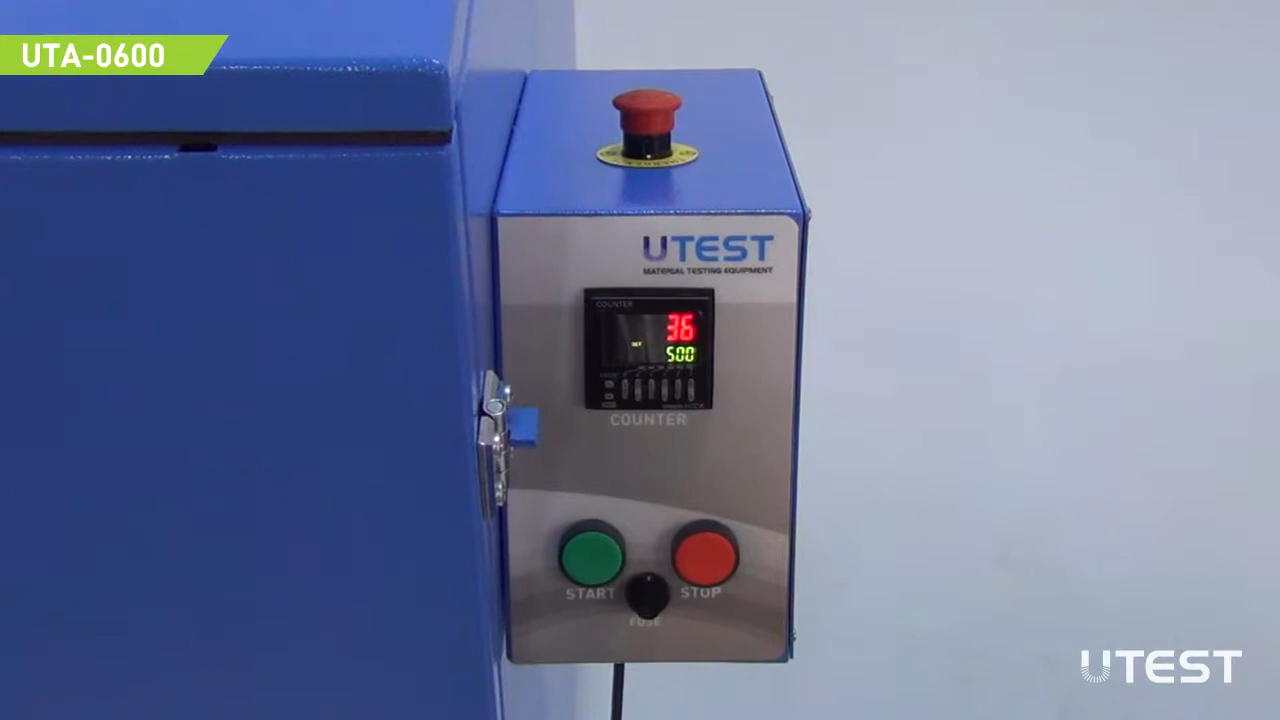 UTA-0600
UTEST
MATERIAL TESTING EQUIPMENT
COUNTER
36
SET
500
COUNTER
START
STOP
FUSE
UTEST